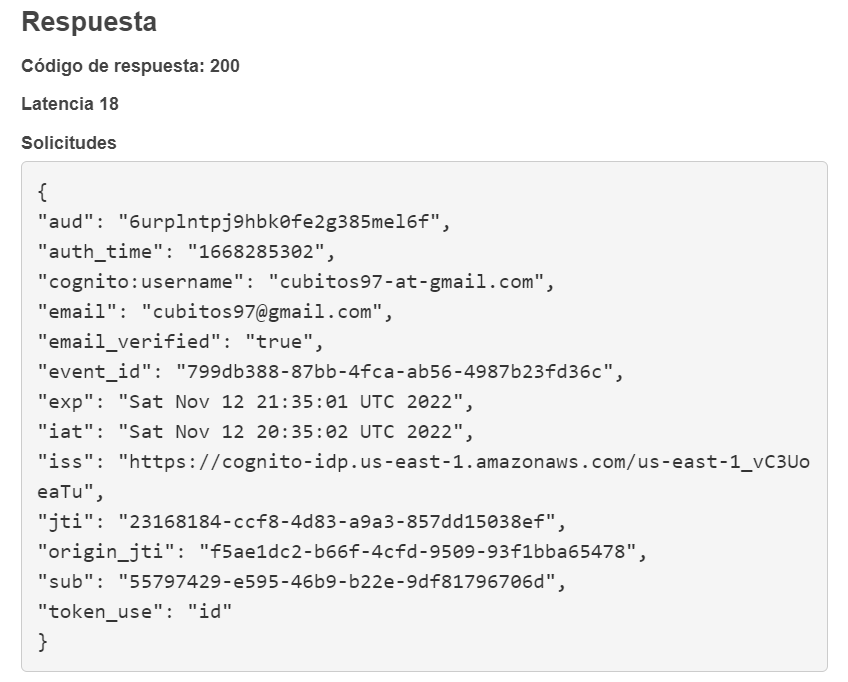 Respuesta
Código de respuesta: 200
Latencia 18
Solicitudes
{
"aud": "6urplntpj9hbk0fe2g385mel6f",
"auth_time": "1668285302",
"cognito:username": "cubitos97-at-gmail.com",
"email": "cubitos97@gmail.com",
"email_verified": "true",
"event_id": "799db388-87bb-4fca-ab56-4987b23fd36c",
"exp": "Sat Nov 12 21:35:01 UTC 2022",
"iat": "Sat Nov 12 20:35:02 UTC 2022",
"iss": "https://cognito-idp.us-east-1.amazonaws.com/us-east-1_vC3Uo
eaTu",
"jti": "23168184-ccf8-4d83-a9a3-857dd15038ef",
"origin_jti": "f5ae1dc2-b66f-4cfd-9509-93f1bba65478",
"sub": "55797429-e595-46b9-b22e-9df81796706d",
"token_use": "id"
}